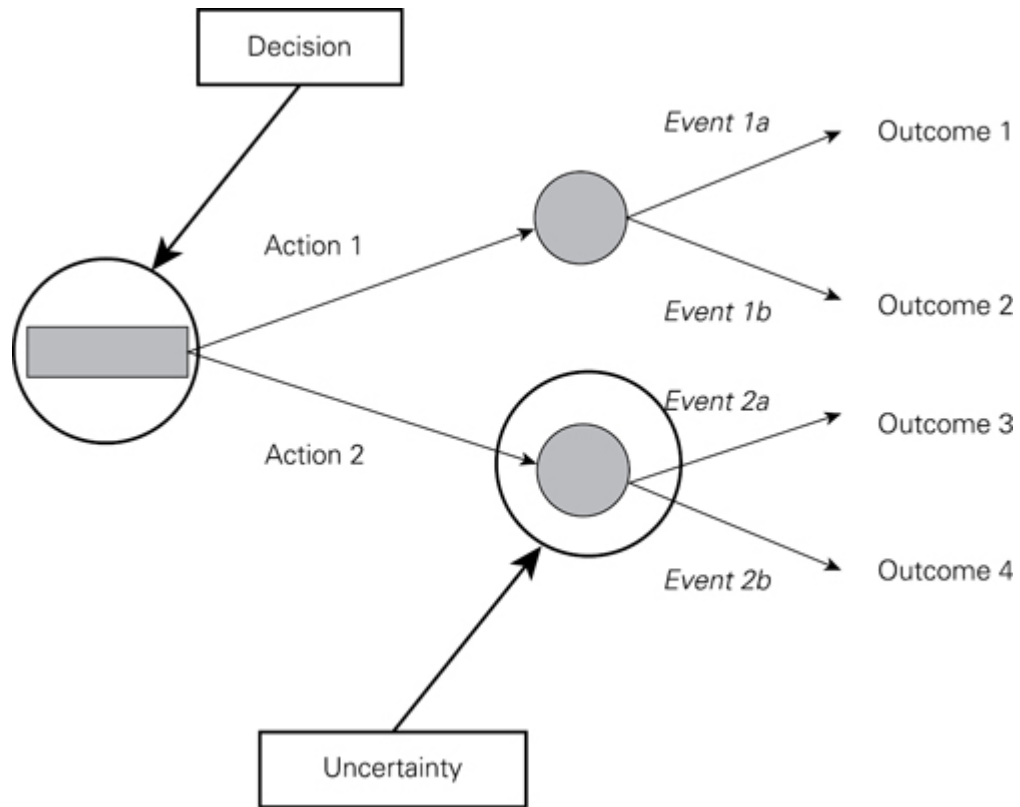 Decision
Event 1a
Outcome 1
Action 1
Event 1b
Outcome 2
Event 2a
Outcome 3
Action 2
Event 2b
Outcome 4
Uncertainty